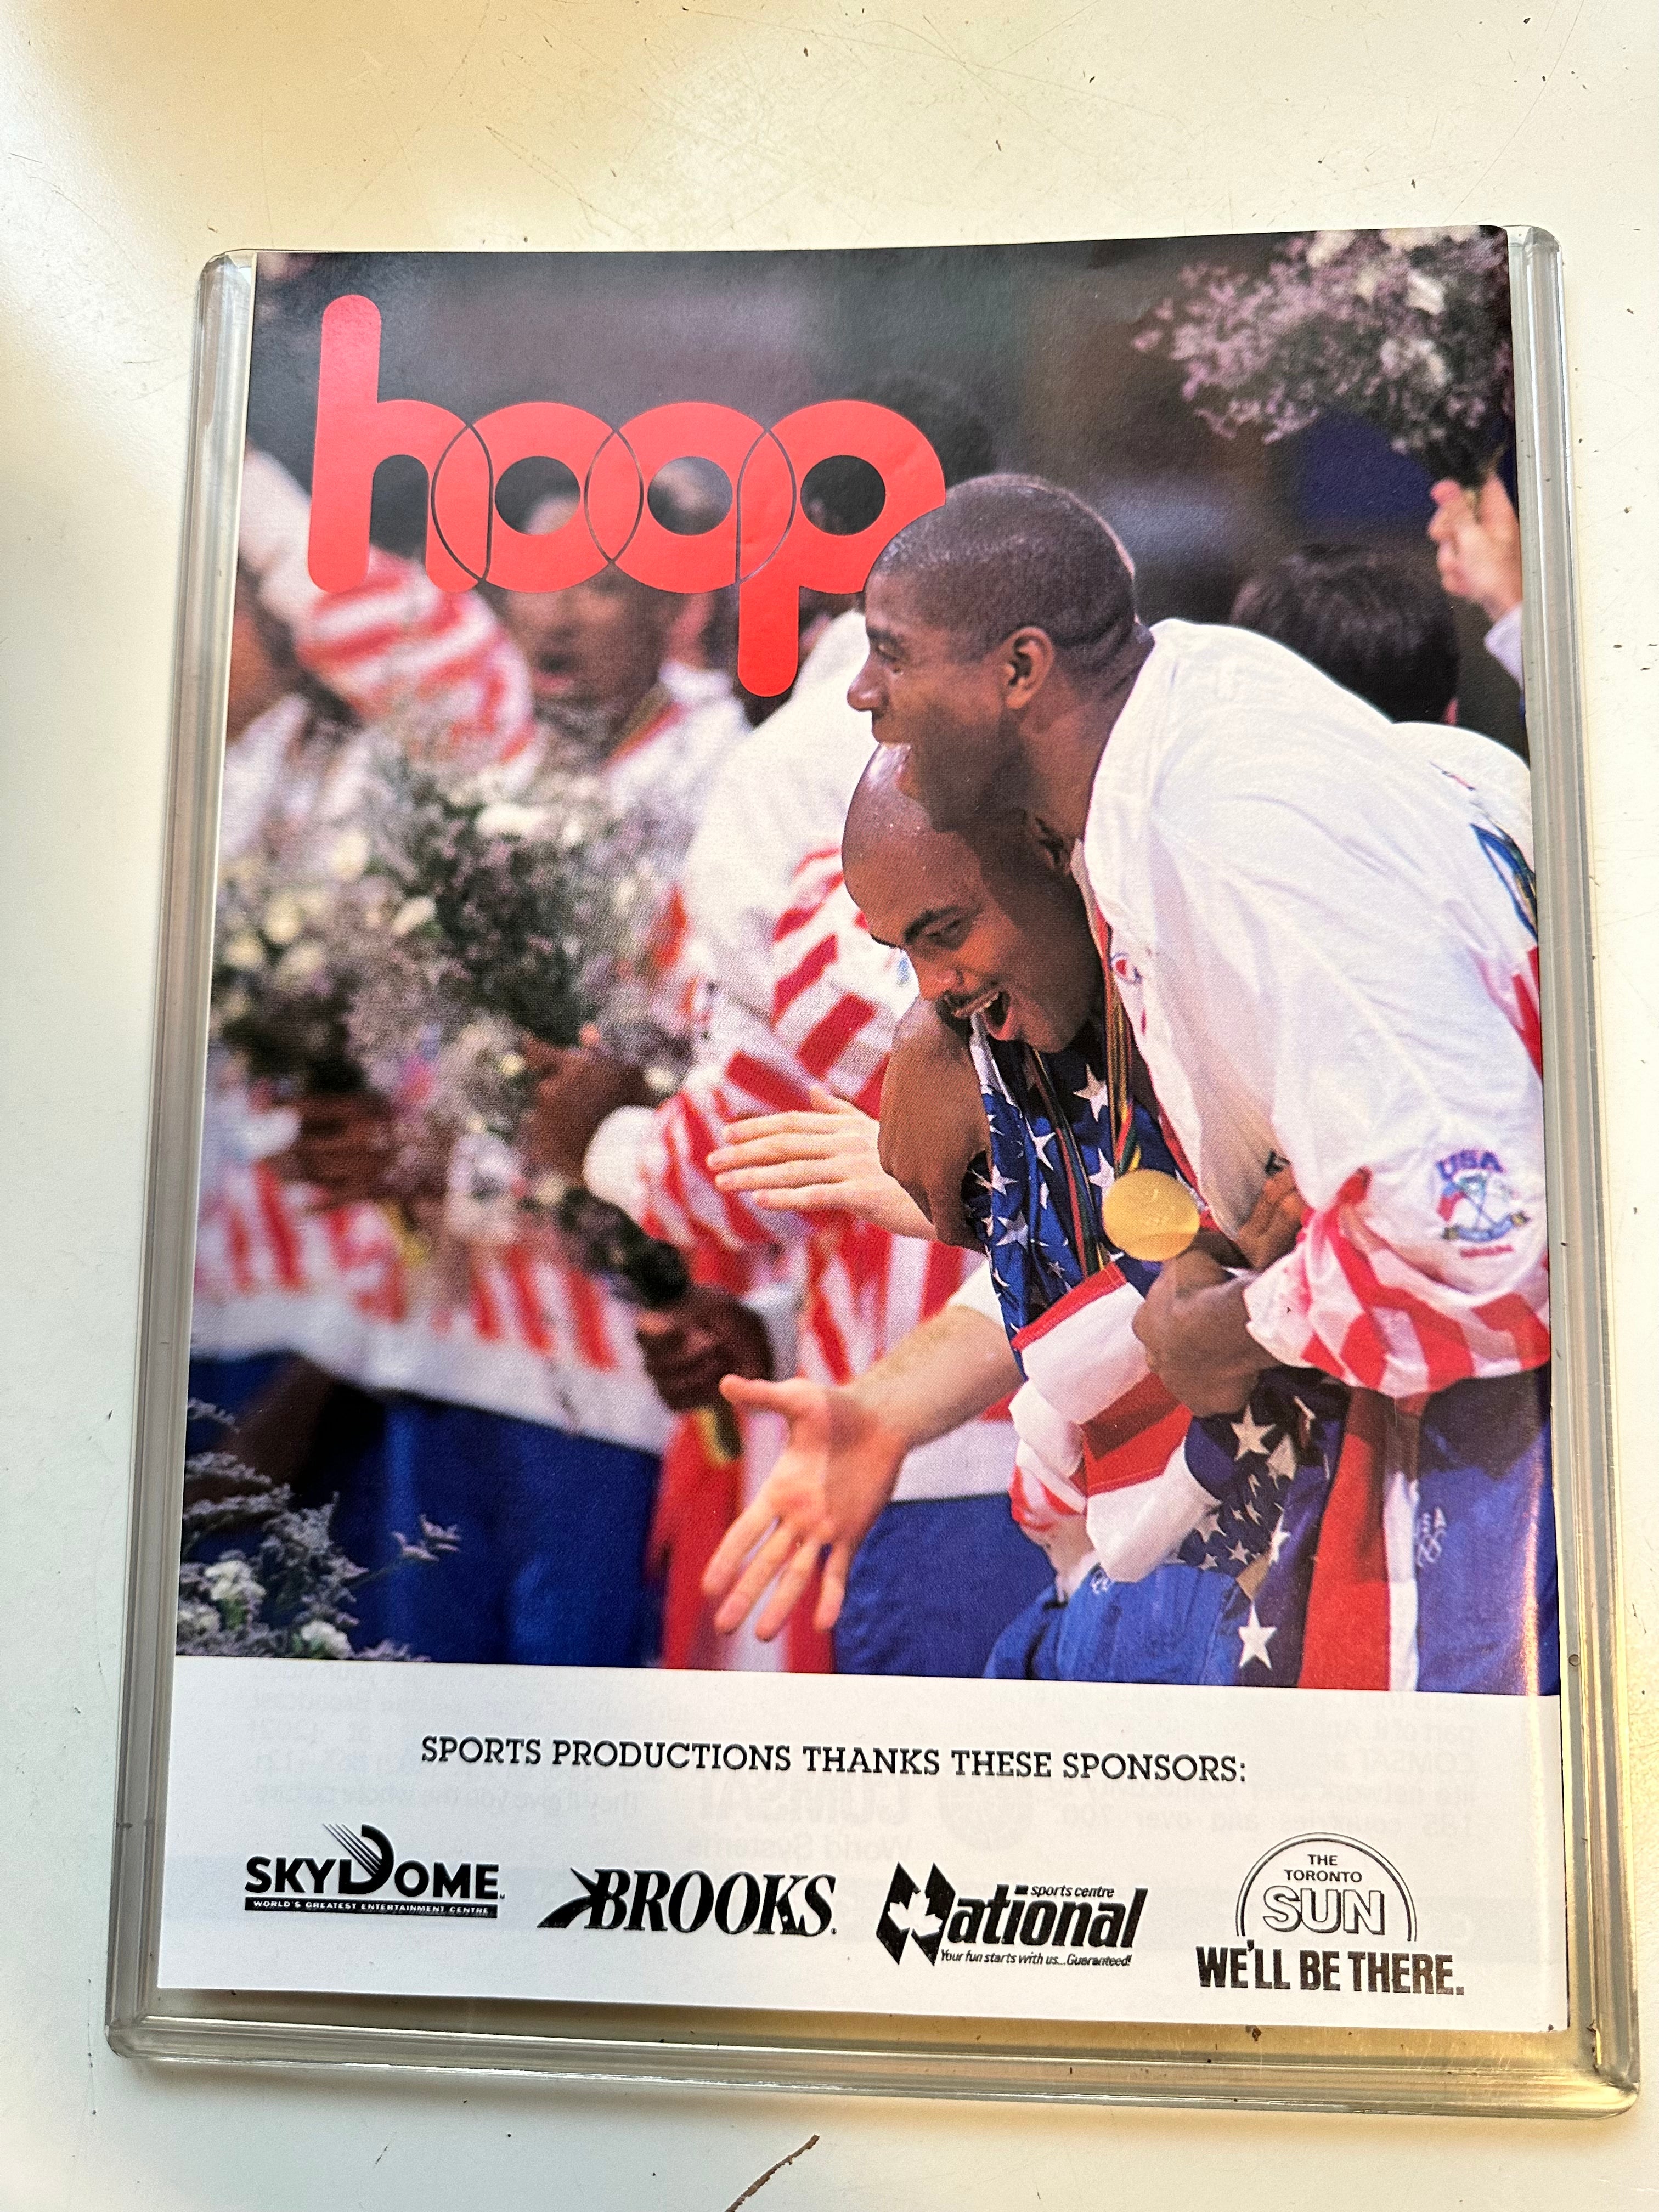 hoop
USA
SPORTS PRODUCTIONS THANKS THESE SPONSORS:
SKYDOME
WORLD'S GREATEST ENTERTAINMENT CENTRE
BROOKS
National
sports centre
Your fun starts with us...Guaranteed!
THE
TORONTO
SUN
WE'LL BE THERE.